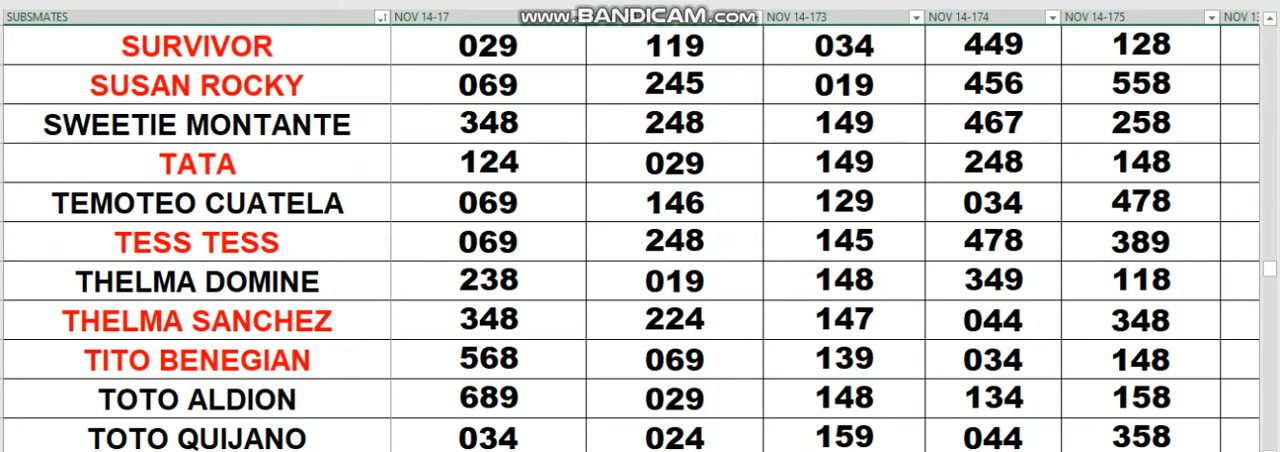 SUBSMATES NOV 14-17 www.BANDICAM.com NOV 14-173 NOV 14-174 NOV 14-175
SURVIVOR 029 119 034 449 128
SUSAN ROCKY 069 245 019 456 558
SWEETIE MONTANTE 348 248 149 467 258
TATA 124 029 149 248 148
TEMOTEO CUATELA 069 146 129 034 478
TESS TESS 069 248 145 478 389
THELMA DOMINE 238 019 148 349 118
THELMA SANCHEZ 348 224 147 044 348
TITO BENEGIAN 568 069 139 034 148
TOTO ALDION 689 029 148 134 158
TOTO QUIJANO 034 024 159 044 358